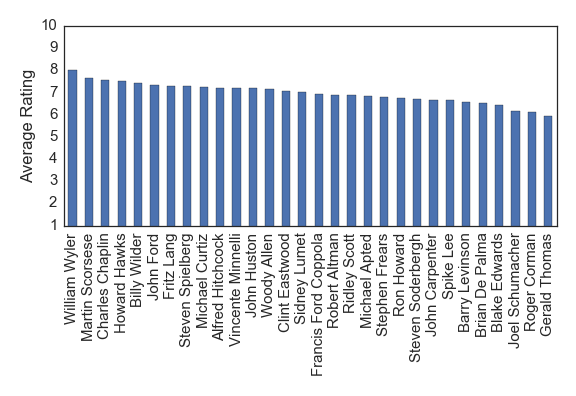 10
9
8
7
6
5
4
3
2
1
Average Rating
William Wyler
Martin Scorsese
Charles Chaplin
Howard Hawks
Billy Wilder
John Ford
Fritz Lang
Steven Spielberg
Michael Curtiz
Alfred Hitchcock
Vincente Minnelli
John Huston
Woody Allen
Clint Eastwood
Sidney Lumet
Francis Ford Coppola
Robert Altman
Ridley Scott
Michael Apted
Stephen Frears
Ron Howard
Steven Soderbergh
John Carpenter
Spike Lee
Barry Levinson
Brian De Palma
Blake Edwards
Joel Schumacher
Roger Corman
Gerald Thomas